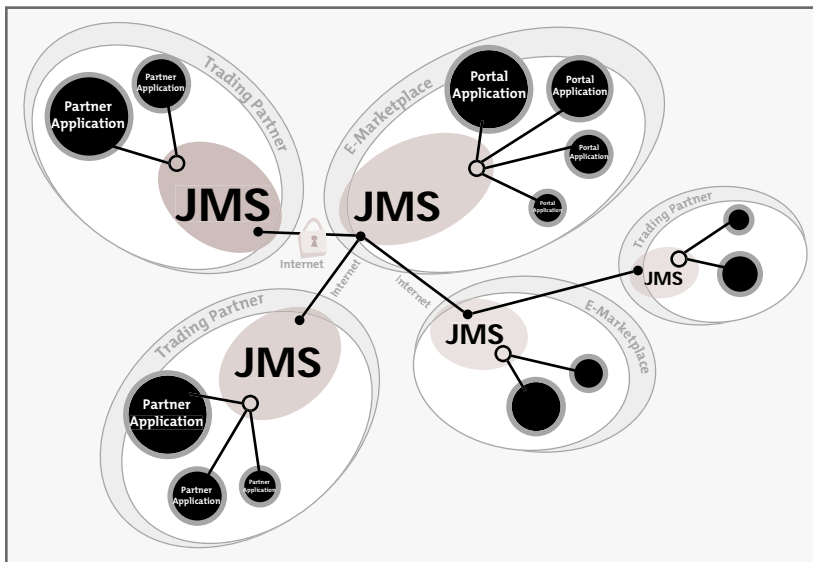 Trading Partner
Partner
Application
Partner
Application
JMS
E-Marketplace
Portal
Application
Portal
Application
Portal
Application
Portal
Application
JMS
Internet
Internet
Internet
Trading Partner
JMS
E-Marketplace
JMS
Trading Partner
JMS
Partner
Application
Partner
Application
Partner
Application